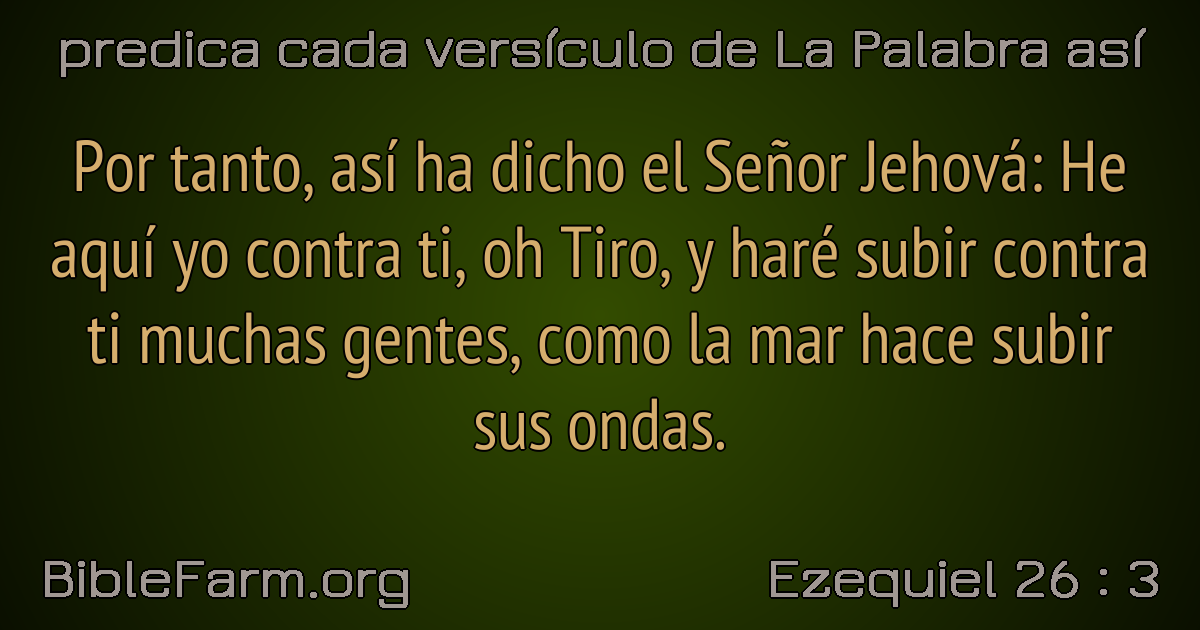 predica cada versículo de La Palabra así
Por tanto, así ha dicho el Señor Jehová: He
aquí yo contra ti, oh Tiro, y haré subir contra
ti muchas gentes, como la mar hace subir
sus ondas.
BibleFarm.org
Ezequiel 26 : 3